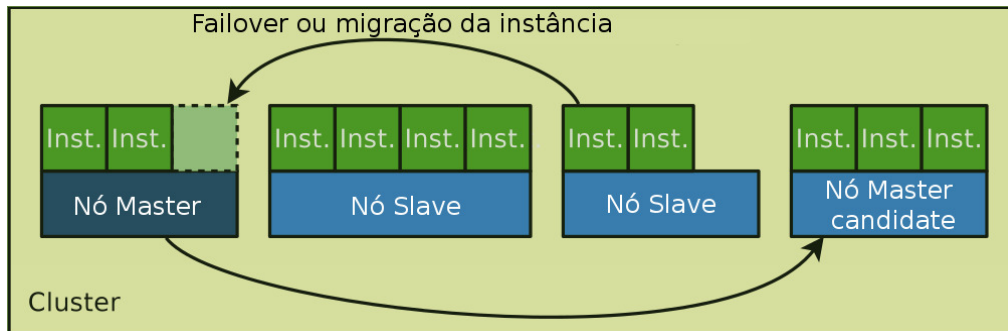 Failover ou migração da instância
Inst. Inst. Inst. Inst. Inst. Inst. Inst. Inst. Inst. Inst. Inst.
Nó Master
Nó Slave
Nó Slave
Nó Master
candidate
Cluster